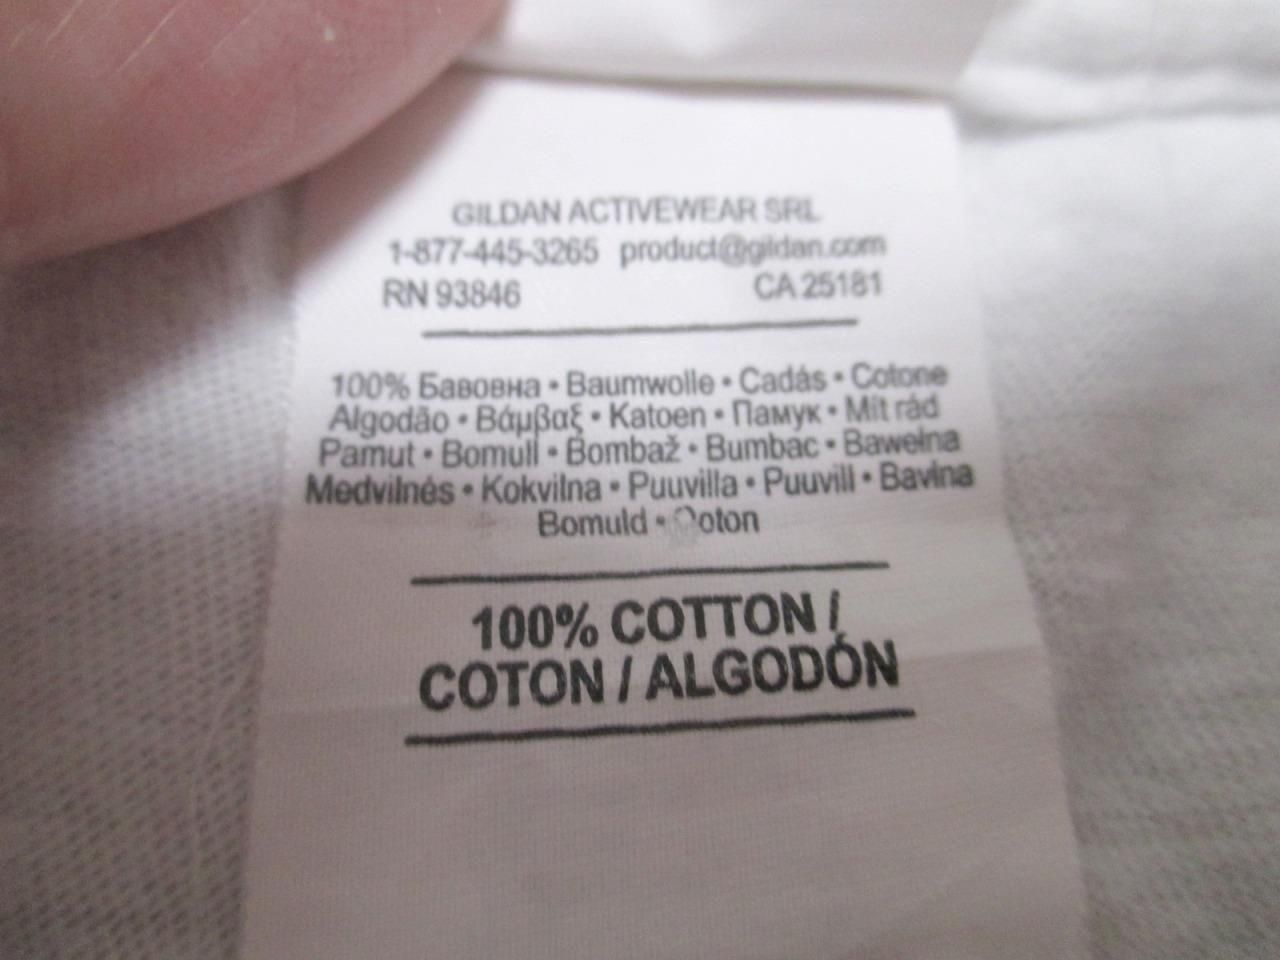 GILDAN ACTIVEWEAR SRL
1-877-445-3265 product@gildan.com
RN 93846 CA 25181
100% Бавовна • Baumwolle • Cadás • Cotone
Algodão • Βάμβαξ • Katoen • Памук • Mít rád
Pamut • Bomull • Bombaž • Bumbac • Bawełna
Medvilnės • Kokvilna • Puuvilla • Puuvill • Bavlna
Bomuld • Coton
100% COTTON /
COTON / ALGODÓN